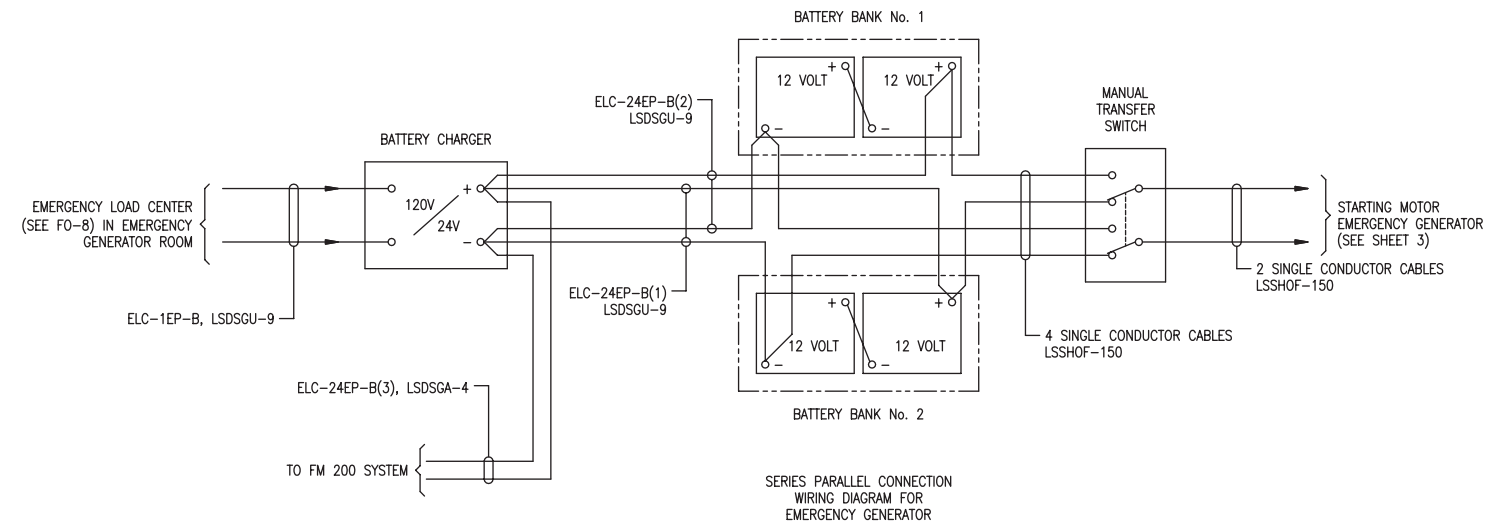 BATTERY BANK No. 1
+
12 VOLT
-
+
12 VOLT
-
ELC-24EP-B(2)
LSDSGU-9
MANUAL
TRANSFER
SWITCH
BATTERY CHARGER
120V
24V
+
-
EMERGENCY LOAD CENTER
(SEE FO-8) IN EMERGENCY
GENERATOR ROOM
STARTING MOTOR
EMERGENCY GENERATOR
(SEE SHEET 3)
2 SINGLE CONDUCTOR CABLES
LSSHOF-150
ELC-24EP-B(1)
LSDSGU-9
ELC-1EP-B, LSDSGU-9
+
12 VOLT
-
+
12 VOLT
-
4 SINGLE CONDUCTOR CABLES
LSSHOF-150
ELC-24EP-B(3), LSDSGA-4
BATTERY BANK No. 2
TO FM 200 SYSTEM
SERIES PARALLEL CONNECTION
WIRING DIAGRAM FOR
EMERGENCY GENERATOR